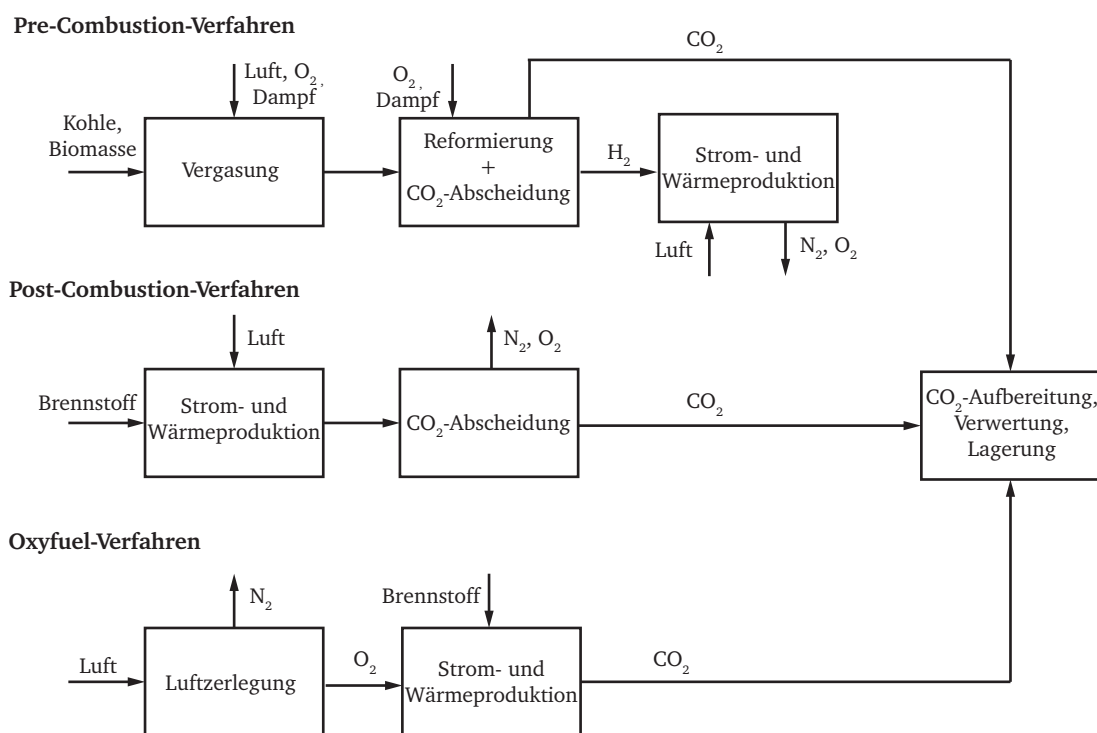 Pre-Combustion-Verfahren
CO₂
Luft, O₂,
Dampf
O₂,
Dampf
Kohle,
Biomasse
Vergasung
Reformierung
+
CO₂-Abscheidung
H₂
Strom- und
Wärmeproduktion
Luft
N₂, O₂
Post-Combustion-Verfahren
Luft
N₂, O₂
Brennstoff
Strom- und
Wärmeproduktion
CO₂-Abscheidung
CO₂
CO₂-Aufbereitung,
Verwertung,
Lagerung
Oxyfuel-Verfahren
N₂
Brennstoff
Luft
Luftzerlegung
O₂
Strom- und
Wärmeproduktion
CO₂